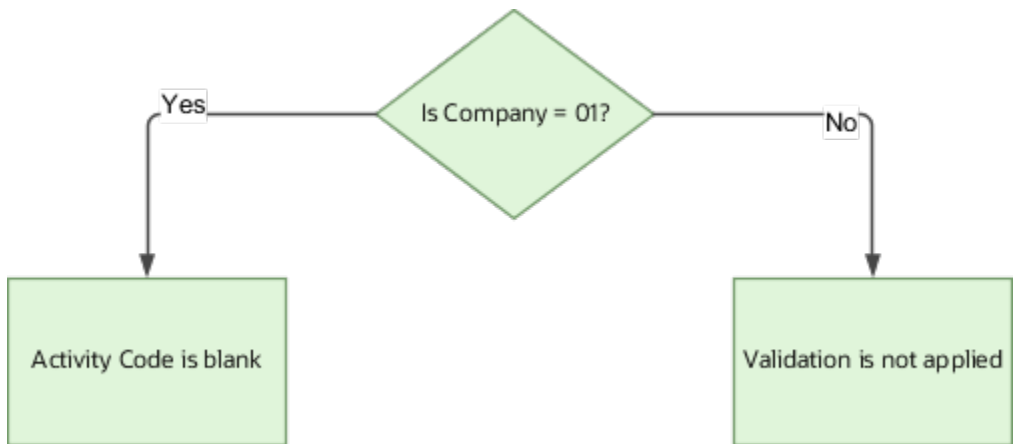 Is Company = 01?
Yes
No
Activity Code is blank
Validation is not applied